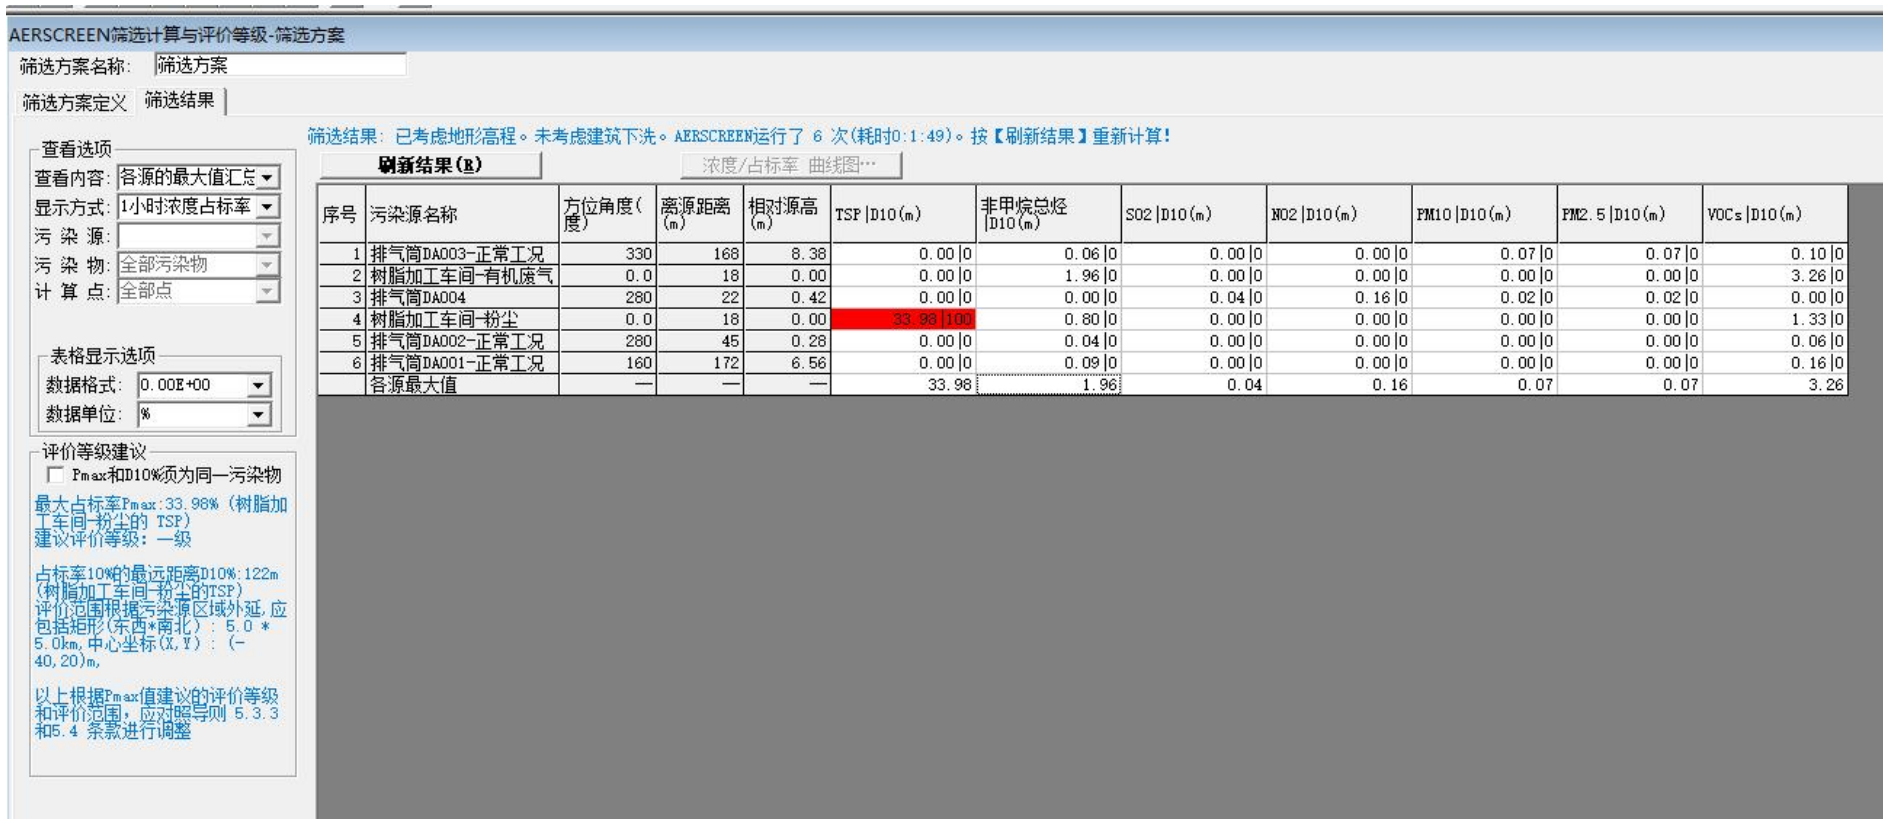 AERSCREEN筛选计算与评价等级-筛选方案
筛选方案名称: 筛选方案
筛选方案定义 筛选结果
筛选结果: 已考虑地形高程。未考虑建筑下洗。AERSCREEN运行了 6 次(耗时0:1:49)。按【刷新结果】重新计算!
刷新结果(R) 浓度/占标率 曲线图…
查看选项
查看内容: 各源的最大值汇总
显示方式: 1小时浓度占标率
污 染 源:
污 染 物: 全部污染物
计 算 点: 全部点
表格显示选项
数据格式: 0.00E+00
数据单位: %
评价等级建议
Pmax和D10%须为同一污染物
最大占标率Pmax:33.98% (树脂加
工车间-粉尘的 TSP)
建议评价等级: 一级
占标率10%的最远距离D10%:122m
(树脂加工车间-粉尘的TSP)
评价范围根据污染源区域外延,应
包括矩形(东西*南北) : 5.0 *
5.0km,中心坐标(X,Y) : (-
40,20)m,
以上根据Pmax值建议的评价等级
和评价范围, 应对照导则 5.3.3
和5.4 条款进行调整
序号 污染源名称 方位角度(度) 离源距离(m) 相对源高(m) TSP|D10(m) 非甲烷总烃|D10(m) SO2|D10(m) NO2|D10(m) PM10|D10(m) PM2.5|D10(m) VOCs|D10(m)
1 排气筒DA003-正常工况 330 168 8.38 0.00|0 0.06|0 0.00|0 0.00|0 0.07|0 0.07|0 0.10|0
2 树脂加工车间-有机废气 0.0 18 0.00 0.00|0 1.96|0 0.00|0 0.00|0 0.00|0 0.00|0 3.26|0
3 排气筒DA004 280 22 0.42 0.00|0 0.00|0 0.04|0 0.16|0 0.02|0 0.02|0 0.00|0
4 树脂加工车间-粉尘 0.0 18 0.00 33.98|100 0.80|0 0.00|0 0.00|0 0.00|0 0.00|0 1.33|0
5 排气筒DA002-正常工况 280 45 0.28 0.00|0 0.04|0 0.00|0 0.00|0 0.00|0 0.00|0 0.06|0
6 排气筒DA001-正常工况 160 172 6.56 0.00|0 0.09|0 0.00|0 0.00|0 0.00|0 0.00|0 0.16|0
各源最大值 — — — 33.98 1.96 0.04 0.16 0.07 0.07 3.26